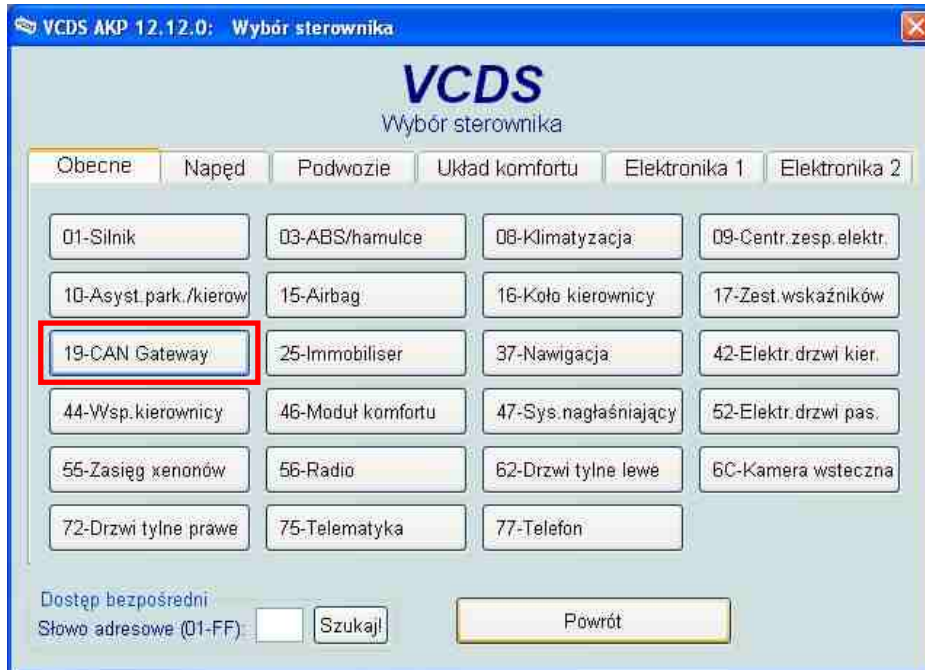 VCDS AKP 12.12.0: Wybór sterownika
VCDS
Wybór sterownika
Obecne Napęd Podwozie Układ komfortu Elektronika 1 Elektronika 2
01-Silnik 03-ABS/hamulce 08-Klimatyzacja 09-Centr.zesp.elektr.
10-Asyst.park./kierow 15-Airbag 16-Koło kierownicy 17-Zest.wskaźników
19-CAN Gateway 25-Immobiliser 37-Nawigacja 42-Elektr.drzwi kier.
44-Wsp.kierownicy 46-Moduł komfortu 47-Sys.nagłaśniający 52-Elektr.drzwi pas.
55-Zasięg xenonów 56-Radio 62-Drzwi tylne lewe 6C-Kamera wsteczna
72-Drzwi tylne prawe 75-Telematyka 77-Telefon
Dostęp bezpośredni
Słowo adresowe (01-FF): Szukaj! Powrót